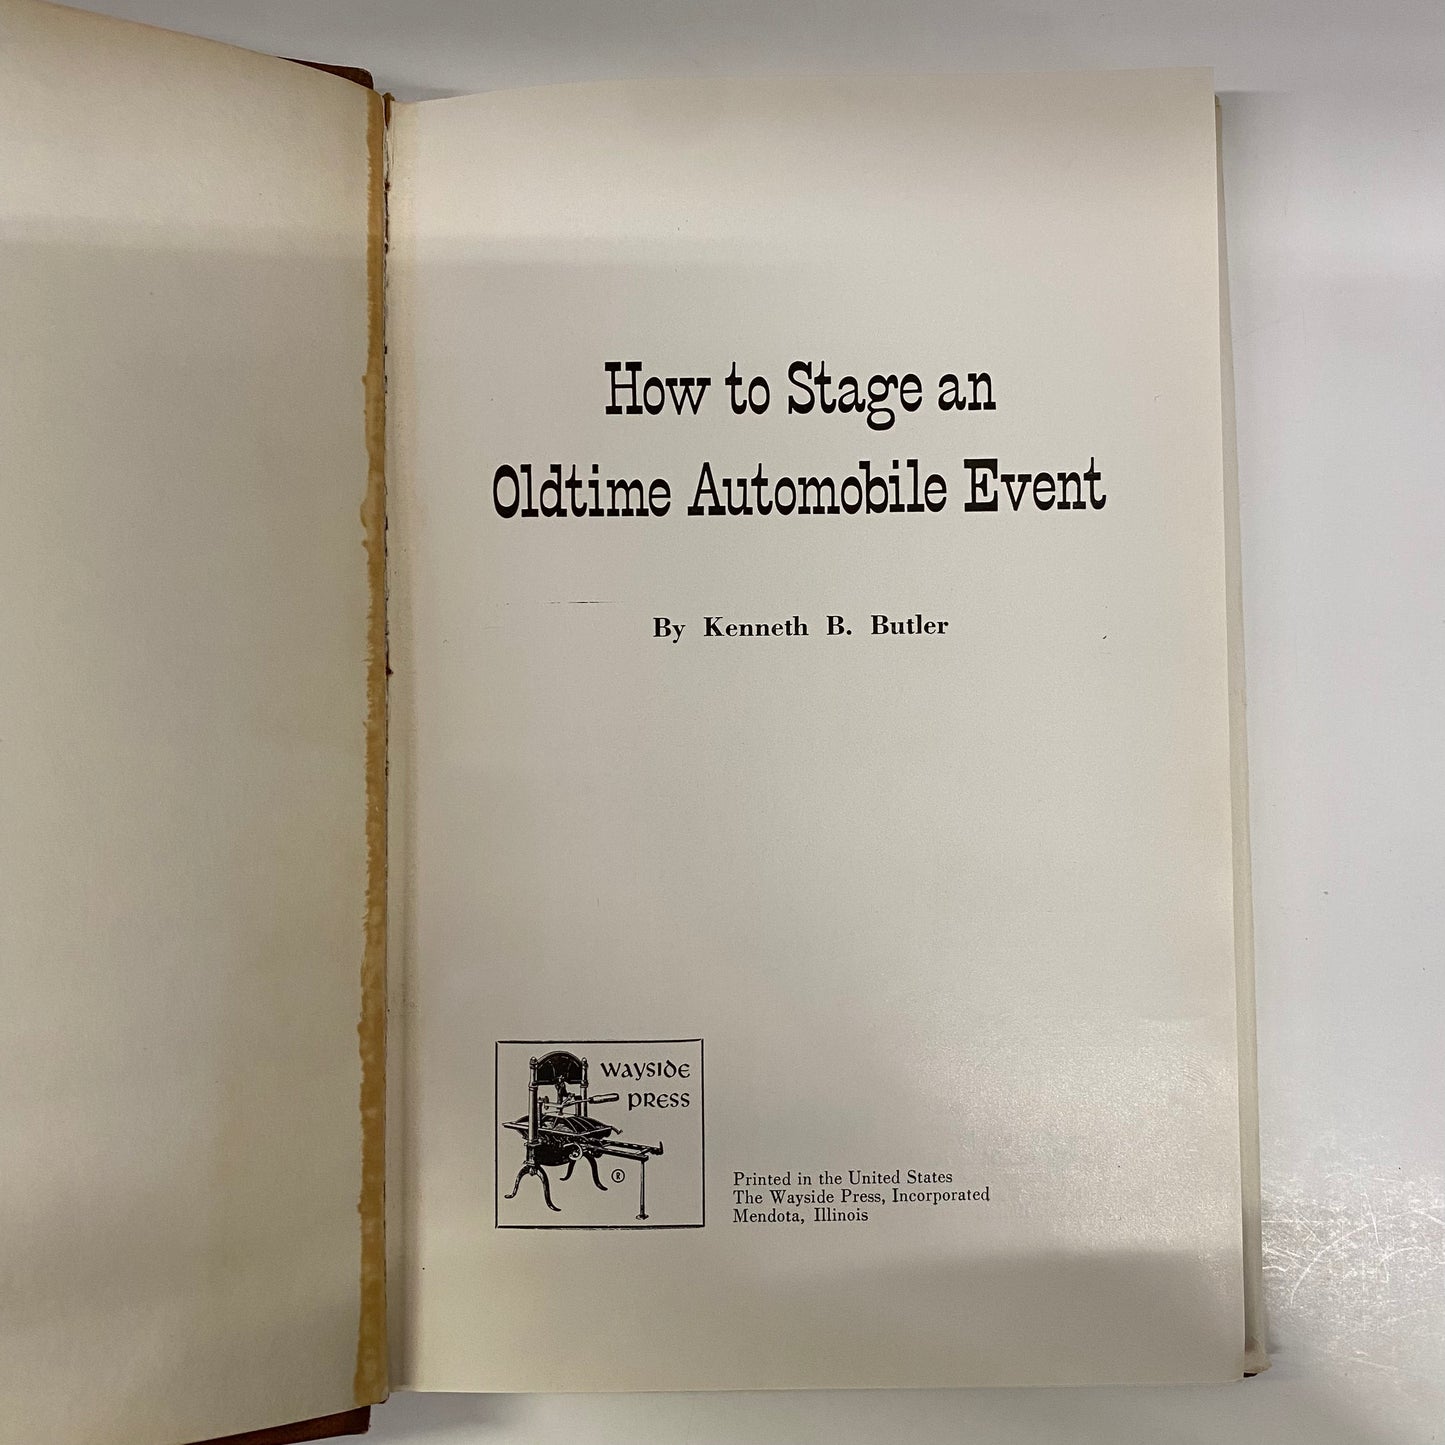 How to Stage an
Oldtime Automobile Event
By Kenneth B. Butler
WAYSIDE
PRESS
®
Printed in the United States
The Wayside Press, Incorporated
Mendota, Illinois